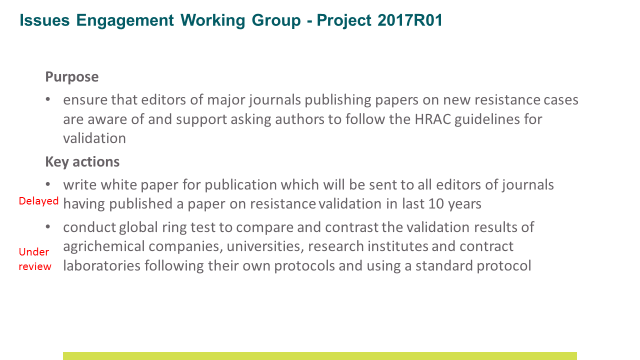 Issues Engagement Working Group - Project 2017R01
Purpose
• ensure that editors of major journals publishing papers on new resistance cases
are aware of and support asking authors to follow the HRAC guidelines for
validation
Key actions
• write white paper for publication which will be sent to all editors of journals
Delayed
having published a paper on resistance validation in last 10 years
• conduct global ring test to compare and contrast the validation results of
Under
agrichemical companies, universities, research institutes and contract
review
laboratories following their own protocols and using a standard protocol